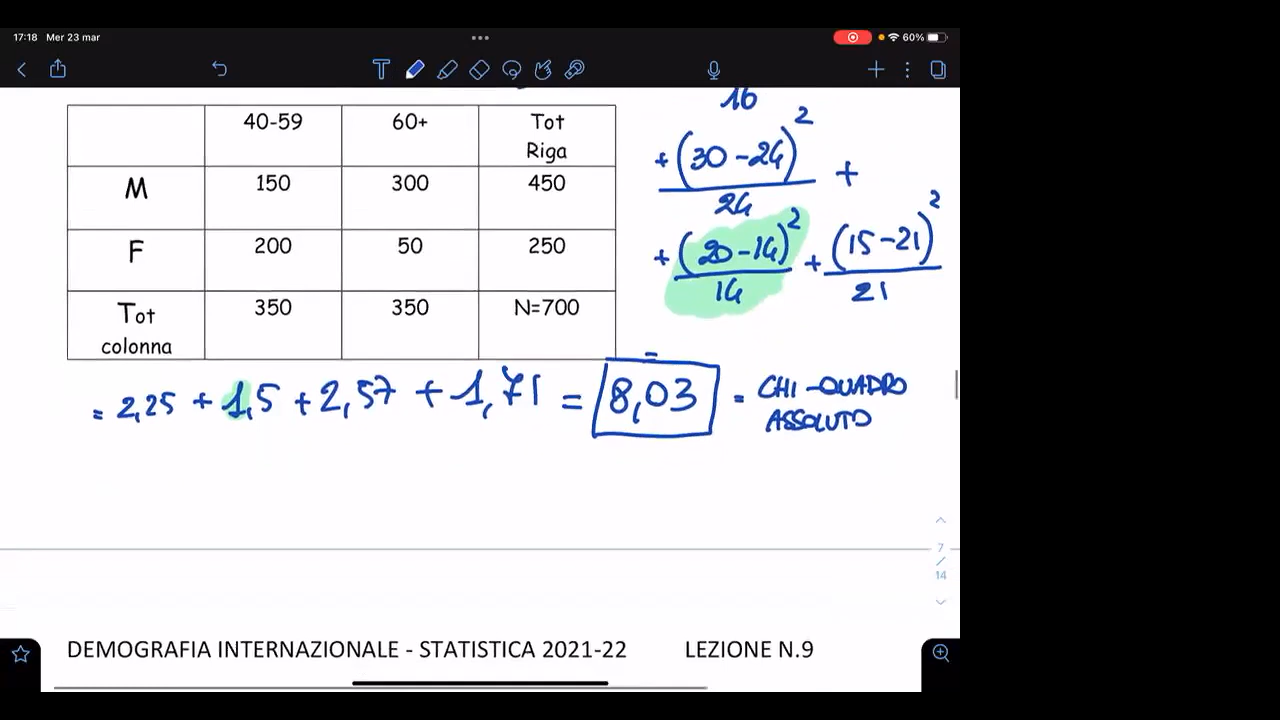 17:18 Mer 23 mar
60%
16
40-59 60+ Tot Riga
+ (30-24)² +
24
M 150 300 450
F 200 50 250
+ (20-14)² + (15-21)²
14 21
Tot colonna 350 350 N=700
=
= 2,25 + 1,5 + 2,57 + 1,71 = 8,03 = CHI-QUADRO
ASSOLUTO
7
/
14
DEMOGRAFIA INTERNAZIONALE - STATISTICA 2021-22 LEZIONE N.9